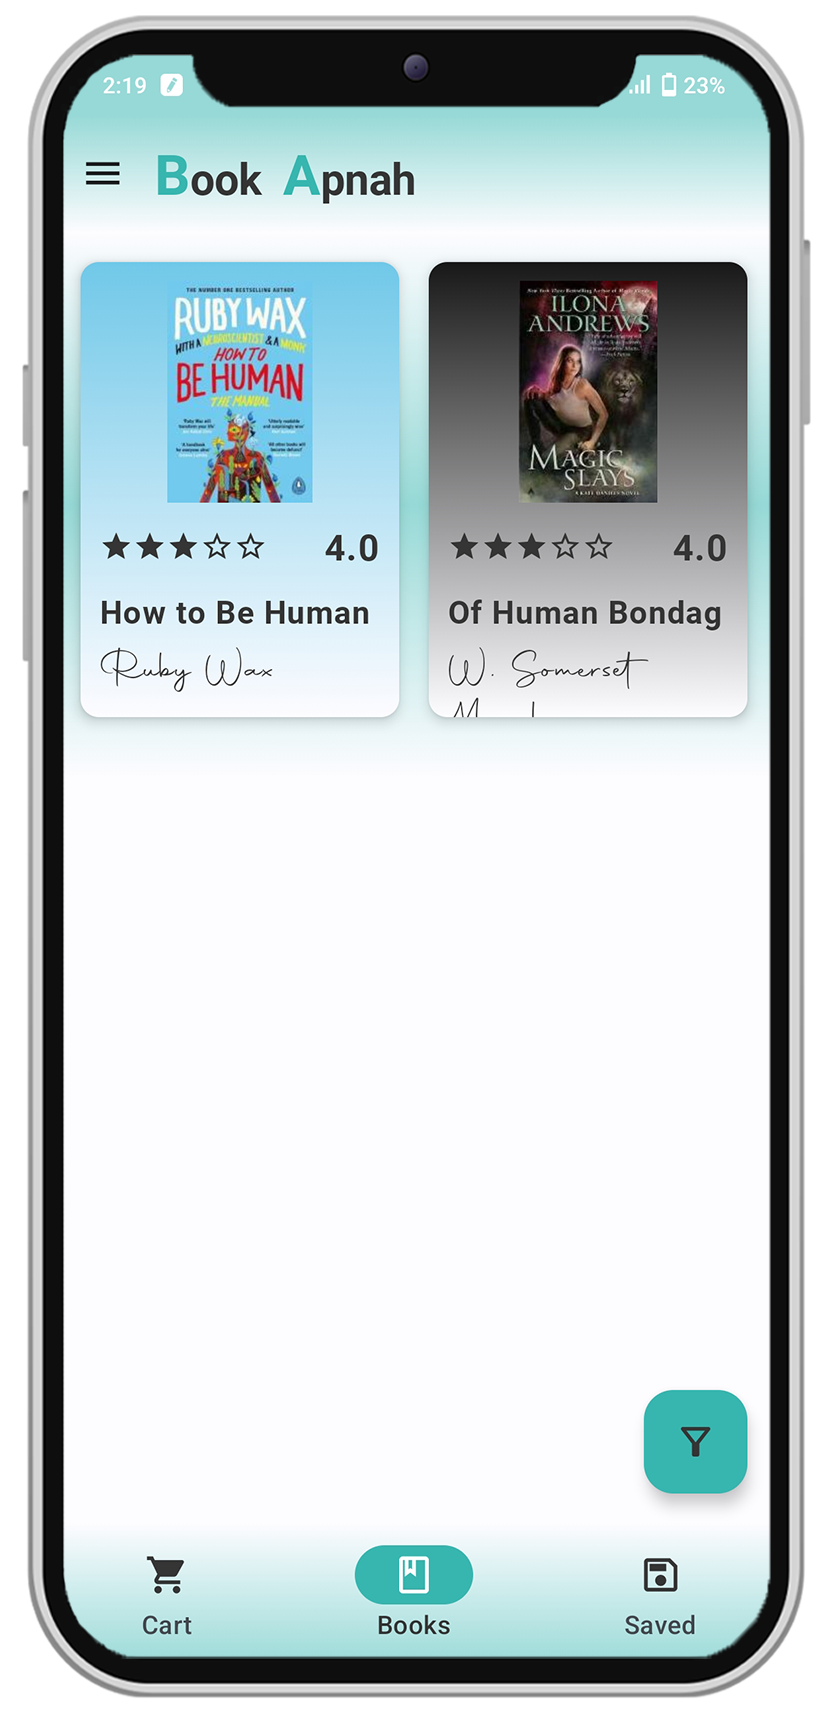 2:19
23%
Book Apnah
THE NUMBER ONE BESTSELLING AUTHOR
RUBY WAX
WITH A NEUROSCIENTIST & A MONK
HOW TO
BE HUMAN
THE MANUAL
ILONA
ANDREWS
MAGIC
SLAYS
A KATE DANIELS NOVEL
4.0
4.0
How to Be Human
Of Human Bondag
Ruby Wax
W. Somerset
Cart
Books
Saved